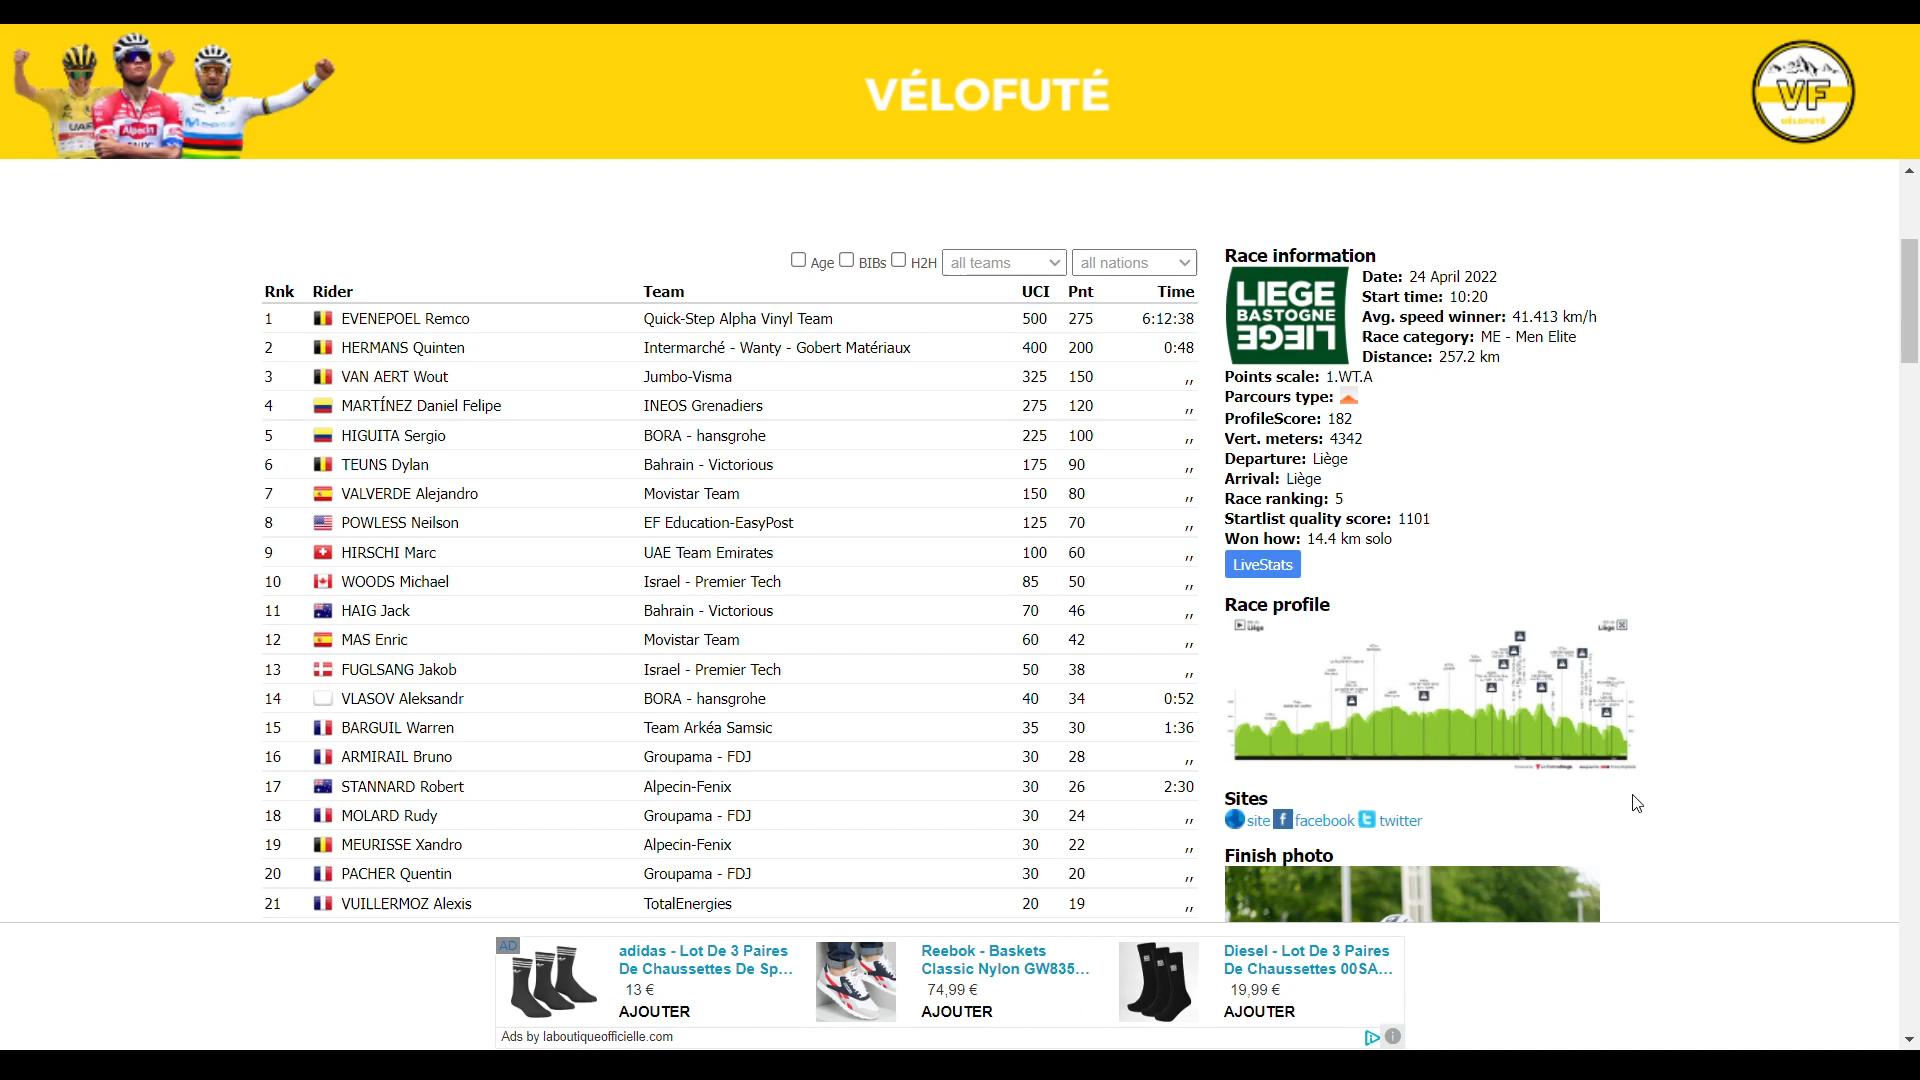 VÉLOFUTÉ
VF
VÉLOFUTÉ
UAE
Alpecin
Age BIBs H2H all teams all nations
Rnk Rider Team UCI Pnt Time
1 EVENEPOEL Remco Quick-Step Alpha Vinyl Team 500 275 6:12:38
2 HERMANS Quinten Intermarché - Wanty - Gobert Matériaux 400 200 0:48
3 VAN AERT Wout Jumbo-Visma 325 150 ,,
4 MARTÍNEZ Daniel Felipe INEOS Grenadiers 275 120 ,,
5 HIGUITA Sergio BORA - hansgrohe 225 100 ,,
6 TEUNS Dylan Bahrain - Victorious 175 90 ,,
7 VALVERDE Alejandro Movistar Team 150 80 ,,
8 POWLESS Neilson EF Education-EasyPost 125 70 ,,
9 HIRSCHI Marc UAE Team Emirates 100 60 ,,
10 WOODS Michael Israel - Premier Tech 85 50 ,,
11 HAIG Jack Bahrain - Victorious 70 46 ,,
12 MAS Enric Movistar Team 60 42 ,,
13 FUGLSANG Jakob Israel - Premier Tech 50 38 ,,
14 VLASOV Aleksandr BORA - hansgrohe 40 34 0:52
15 BARGUIL Warren Team Arkéa Samsic 35 30 1:36
16 ARMIRAIL Bruno Groupama - FDJ 30 28 ,,
17 STANNARD Robert Alpecin-Fenix 30 26 2:30
18 MOLARD Rudy Groupama - FDJ 30 24 ,,
19 MEURISSE Xandro Alpecin-Fenix 30 22 ,,
20 PACHER Quentin Groupama - FDJ 30 20 ,,
21 VUILLERMOZ Alexis TotalEnergies 20 19 ,,
Race information
LIEGE
BASTOGNE
LIEGE
Date: 24 April 2022
Start time: 10:20
Avg. speed winner: 41.413 km/h
Race category: ME - Men Elite
Distance: 257.2 km
Points scale: 1.WT.A
Parcours type:
ProfileScore: 182
Vert. meters: 4342
Departure: Liège
Arrival: Liège
Race ranking: 5
Startlist quality score: 1101
Won how: 14.4 km solo
LiveStats
Race profile
Liège Liège
Sites
site facebook twitter
Finish photo
AD
adidas - Lot De 3 Paires
De Chaussettes De Sp...
13 €
AJOUTER
Reebok - Baskets
Classic Nylon GW835...
74,99 €
AJOUTER
Diesel - Lot De 3 Paires
De Chaussettes 00SA...
19,99 €
AJOUTER
Ads by laboutiqueofficielle.com